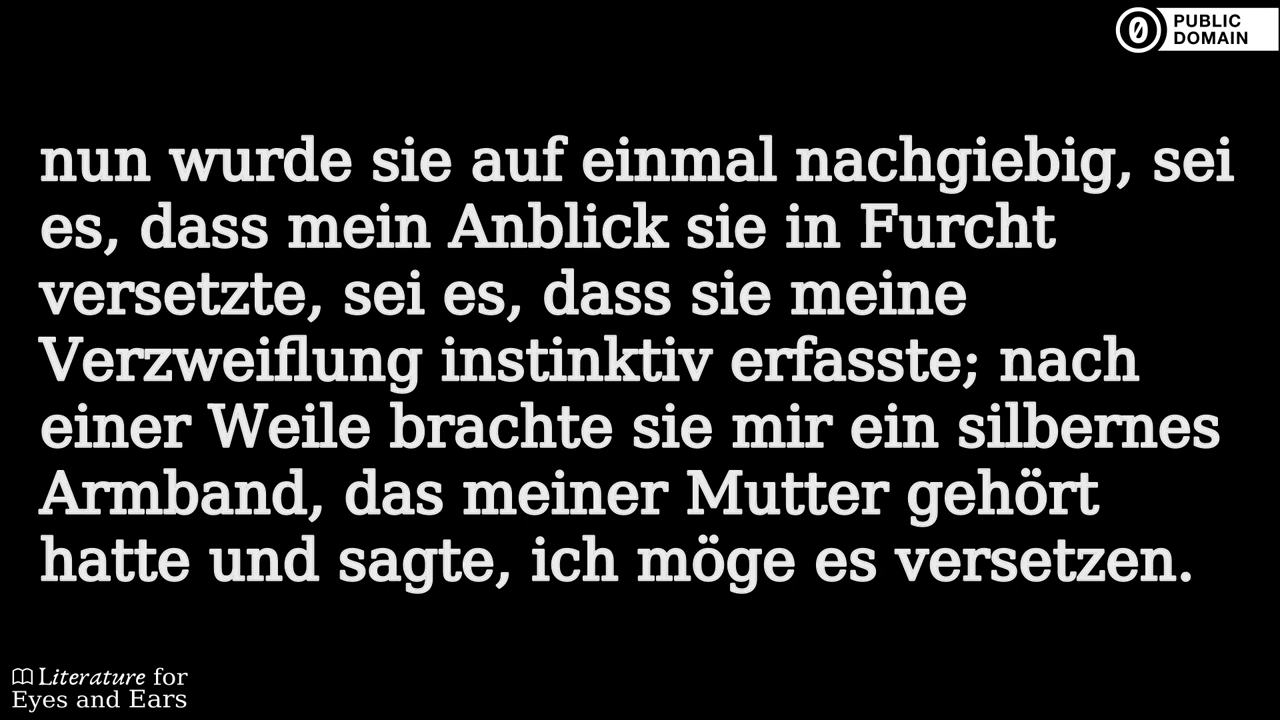 PUBLIC
DOMAIN
nun wurde sie auf einmal nachgiebig, sei
es, dass mein Anblick sie in Furcht
versetzte, sei es, dass sie meine
Verzweiflung instinktiv erfasste; nach
einer Weile brachte sie mir ein silbernes
Armband, das meiner Mutter gehört
hatte und sagte, ich möge es versetzen.
Literature for
Eyes and Ears